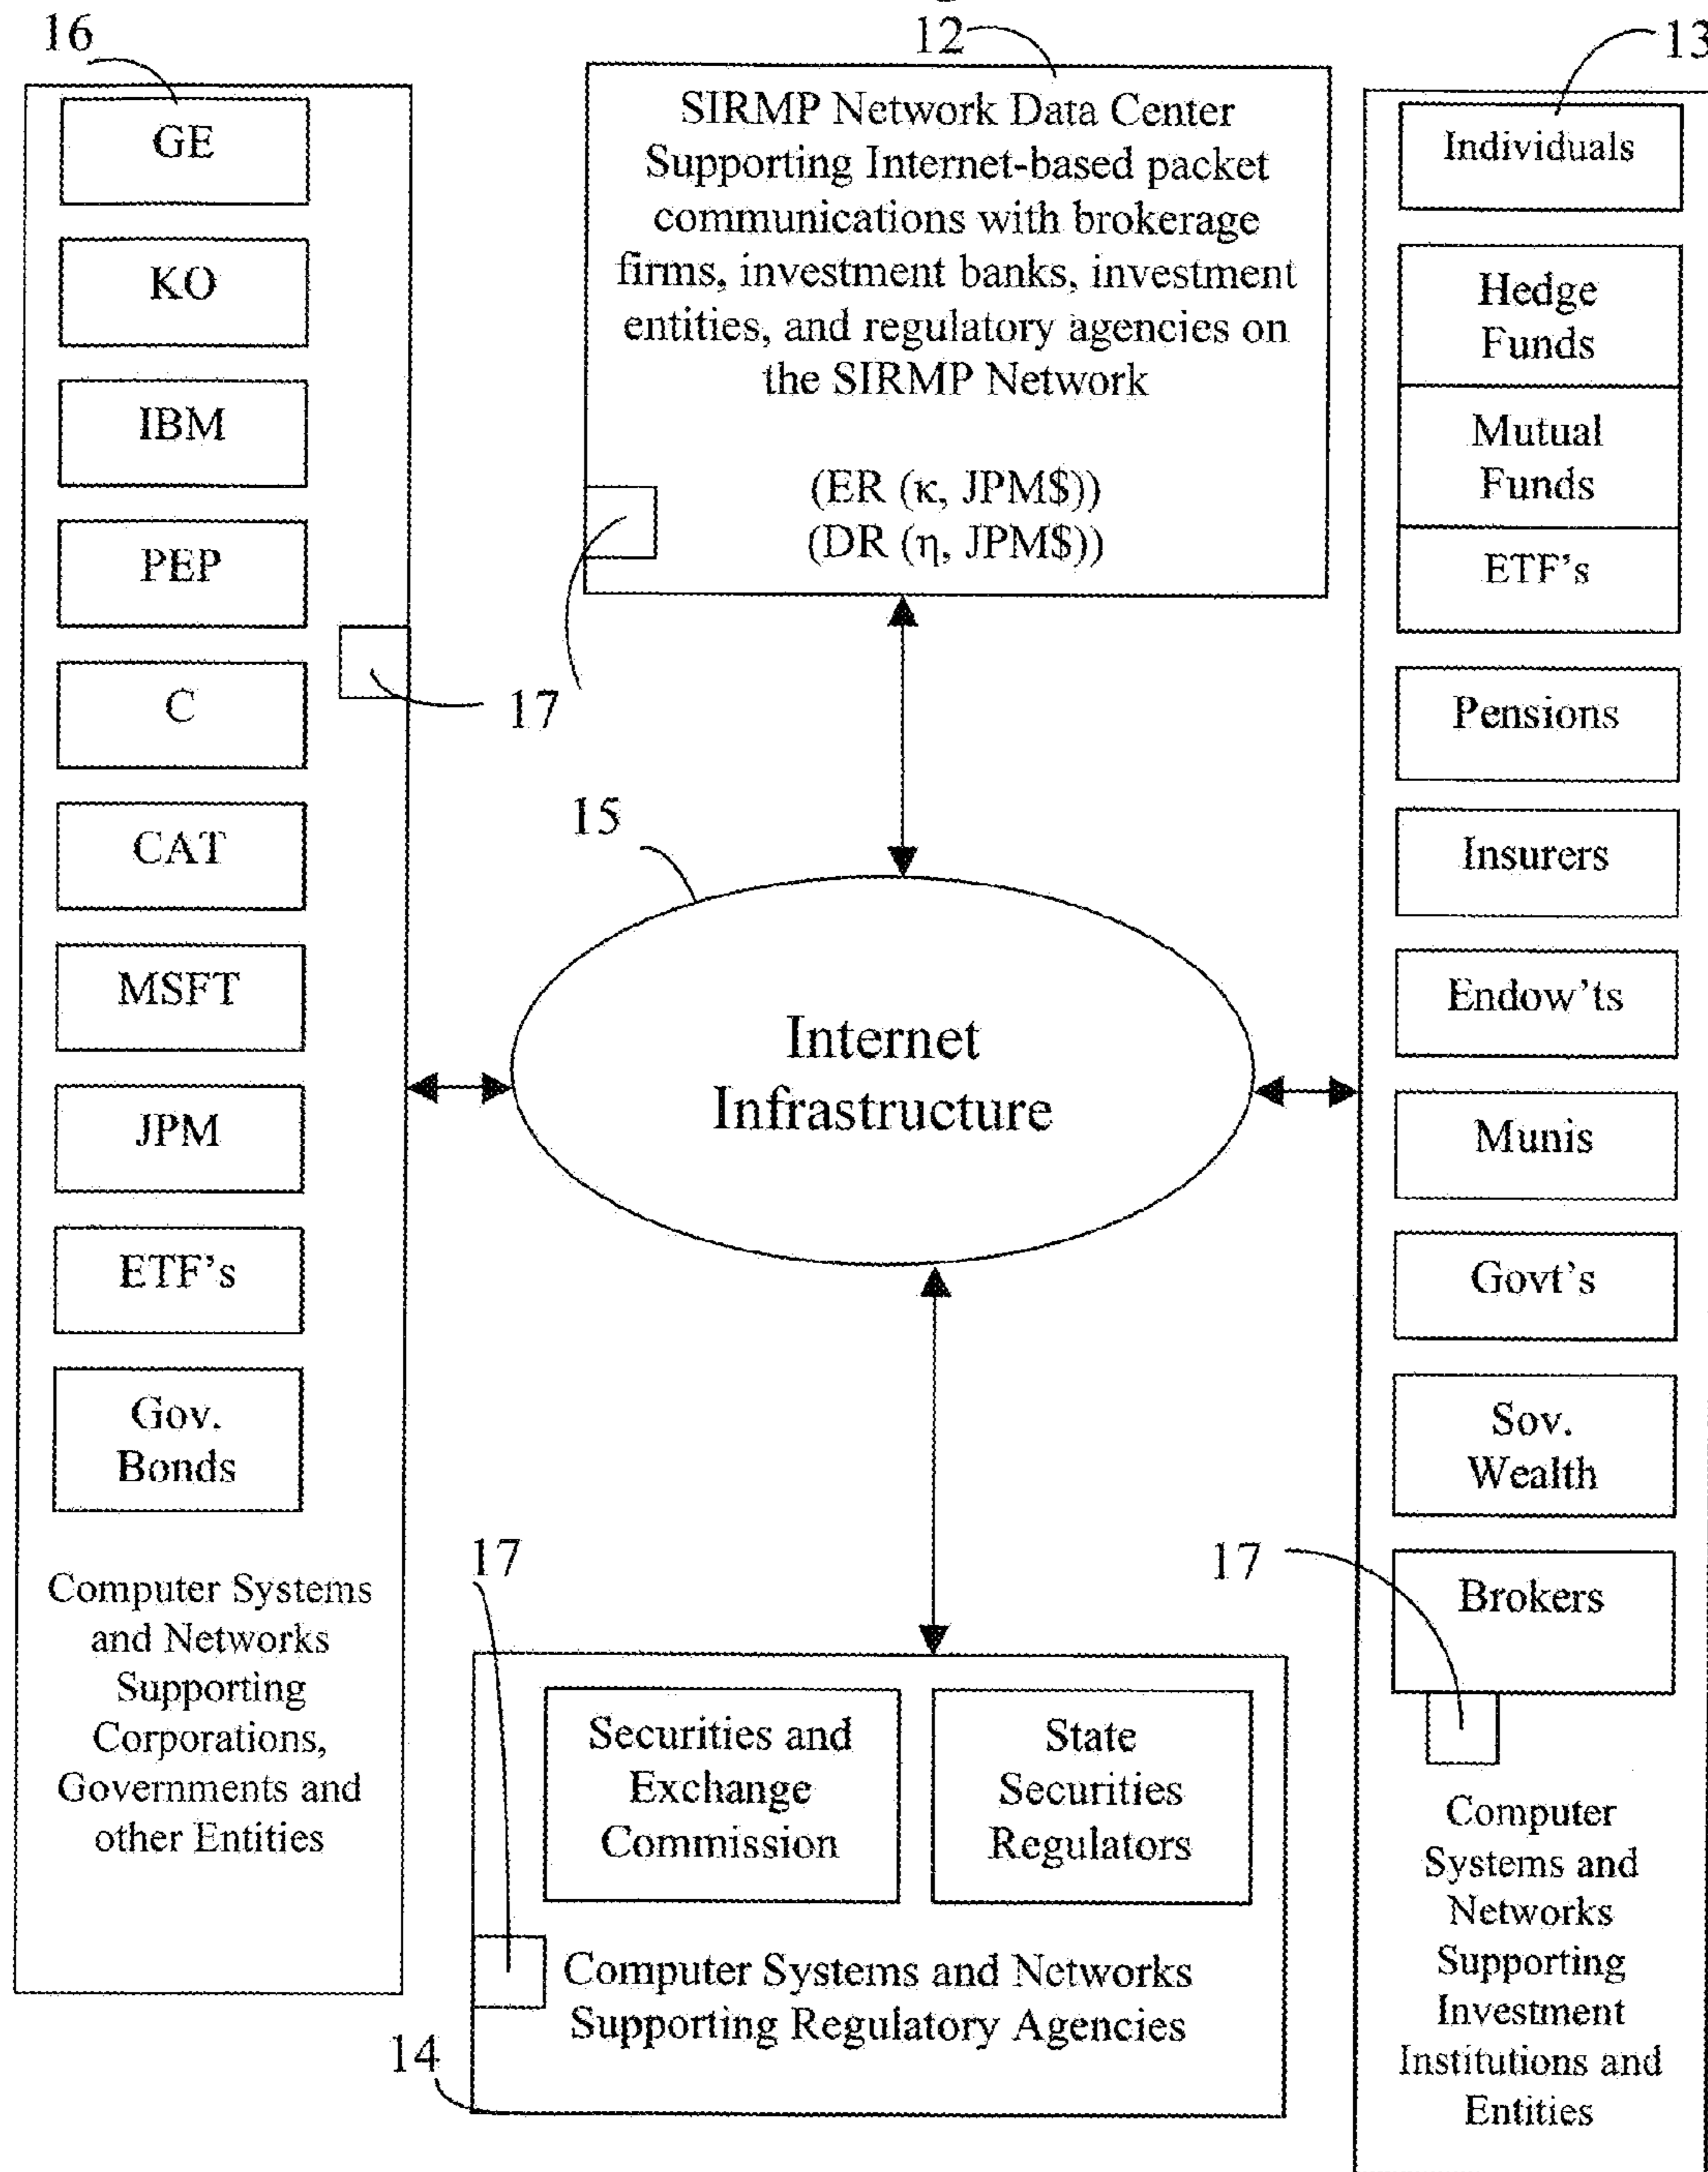 16
GE
KO
IBM
PEP
C
CAT
MSFT
JPM
ETF's
Gov.
Bonds
Computer Systems
and Networks
Supporting
Corporations,
Governments and
other Entities
17
12
SIRMP Network Data Center
Supporting Internet-based packet
communications with brokerage
firms, investment banks, investment
entities, and regulatory agencies on
the SIRMP Network
(ER (κ, JPM$))
(DR (η, JPM$))
15
Internet
Infrastructure
17
Securities and
Exchange
Commission
State
Securities
Regulators
Computer Systems and Networks
Supporting Regulatory Agencies
14
13
Individuals
Hedge
Funds
Mutual
Funds
ETF's
Pensions
Insurers
Endow'ts
Munis
Govt's
Sov.
Wealth
Brokers
17
Computer
Systems and
Networks
Supporting
Investment
Institutions and
Entities